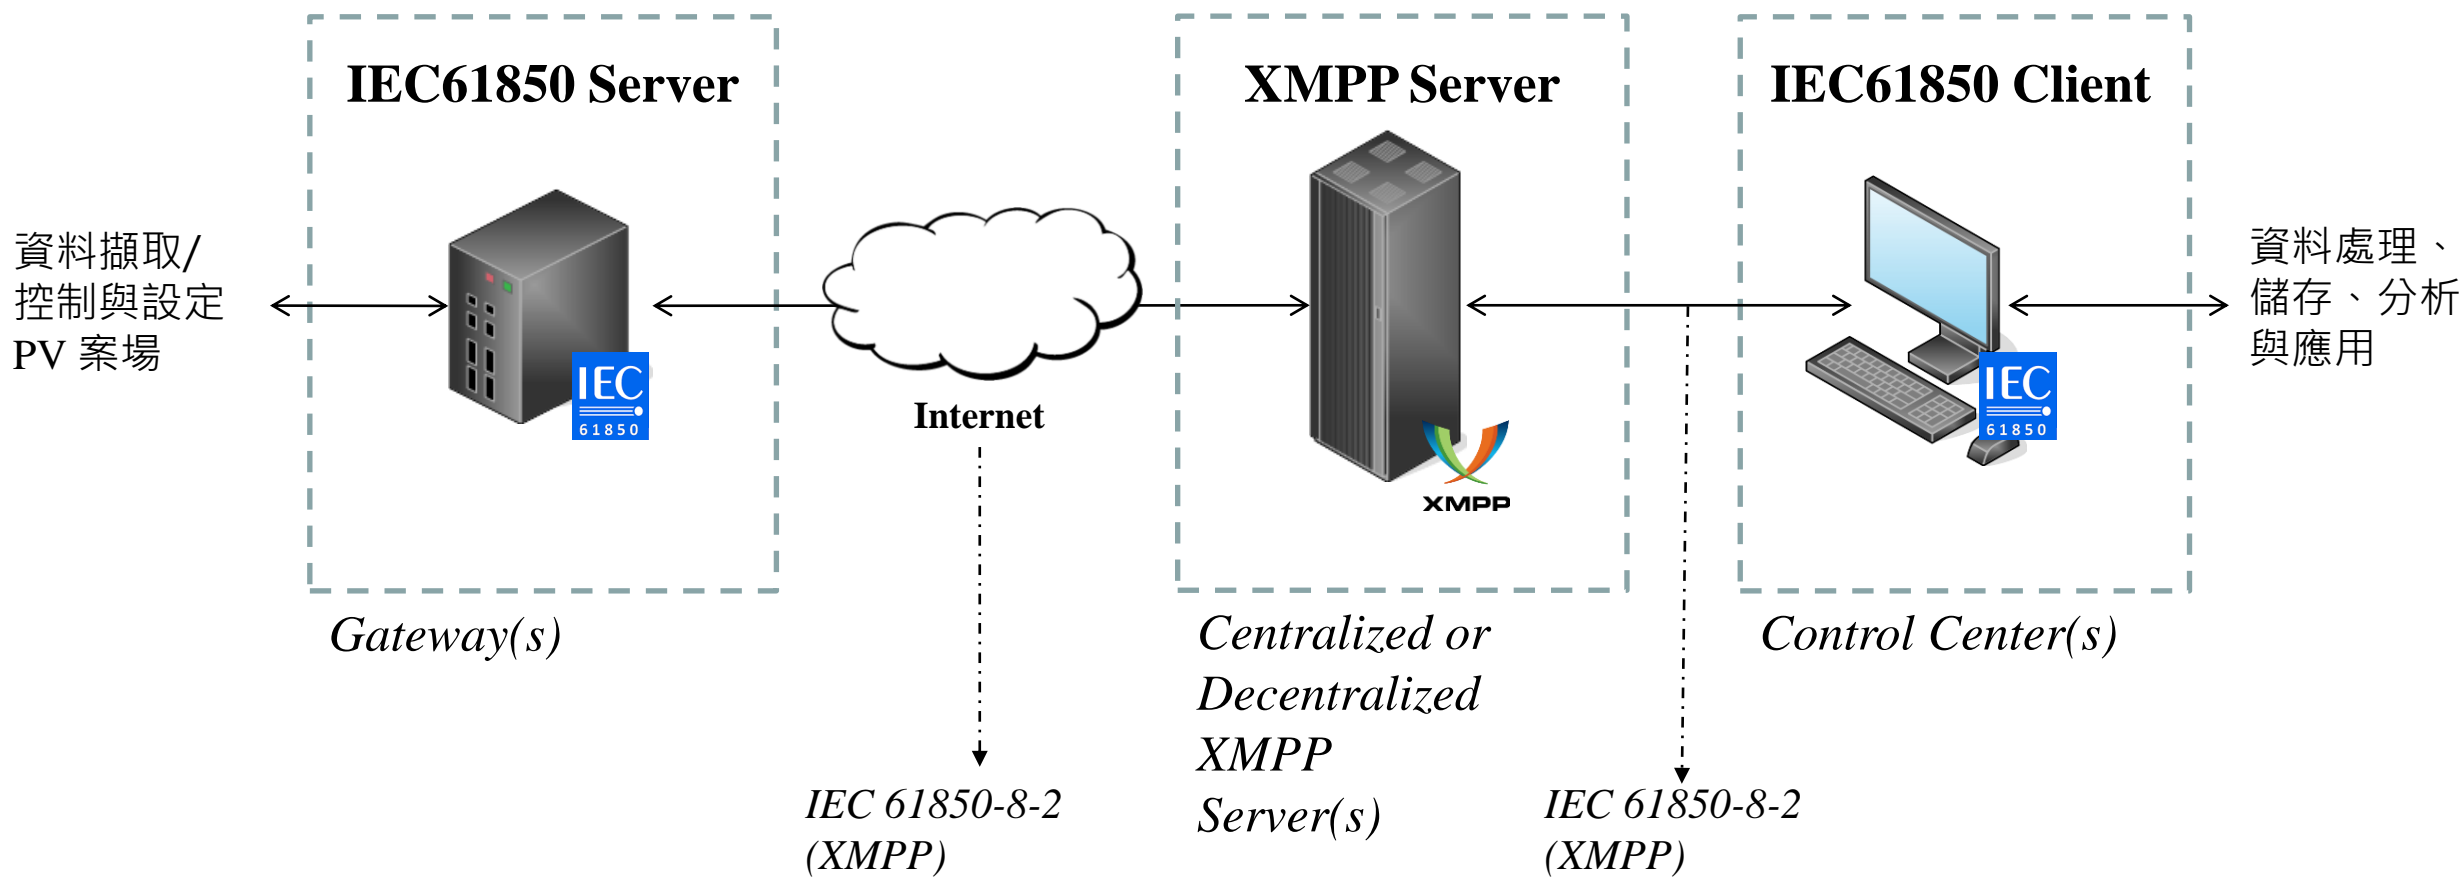 IEC61850 Server
XMPP Server
IEC61850 Client
資料擷取/
控制與設定
PV 案場
資料處理、
儲存、分析
與應用
IEC
61850
Internet
XMPP
IEC
61850
Gateway(s)
Centralized or
Decentralized
XMPP
Server(s)
Control Center(s)
IEC 61850-8-2
(XMPP)
IEC 61850-8-2
(XMPP)